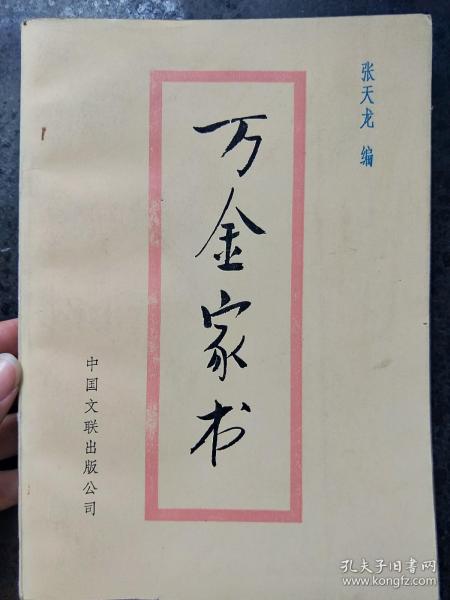 张天龙 编
万金家书
中国文联出版公司
孔夫子旧书网
www.kongfz.com